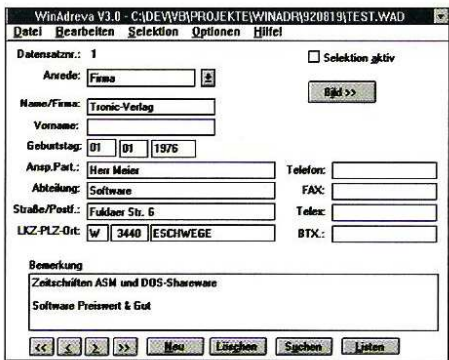 WinAdreva V3.0 - C:\DEV\VB\PROJEKTE\WINADR\920819\TEST.WAD
Datei Bearbeiten Selektion Optionen Hilfe!
Datensatznr.: 1
Selektion aktiv
Anrede: Firma
Bild >>
Name/Firma: Tronic-Verlag
Vorname:
Geburtstag: 01 01 1976
Ansp.Part.: Herr Meier Telefon:
Abteilung: Software FAX:
Straße/Postf.: Fuldaer Str. 6 Telex:
LKZ-PLZ-Ort: W 3440 ESCHWEGE BTX.:
Bemerkung
Zeitschriften ASM und DOS-Shareware
Software Preiswert & Gut
<< < > >> Neu Löschen Suchen Listen